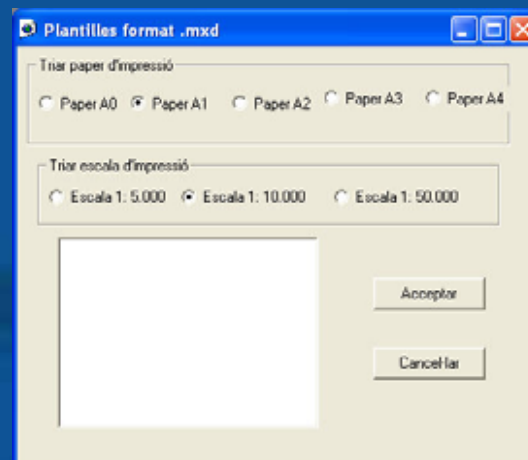 Plantilles format .mxd
Triar paper d'impressió
Paper A0 Paper A1 Paper A2 Paper A3 Paper A4
Triar escala d'impressió
Escala 1: 5.000 Escala 1: 10.000 Escala 1: 50.000
Acceptar
Cancel·lar